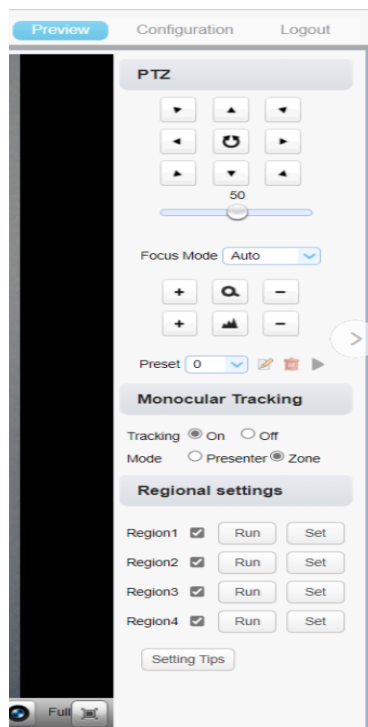 Preview Configuration Logout
PTZ
50
Focus Mode Auto
+ -
+ -
Preset 0
Monocular Tracking
Tracking On Off
Mode Presenter Zone
Regional settings
Region1 Run Set
Region2 Run Set
Region3 Run Set
Region4 Run Set
Setting Tips
Full